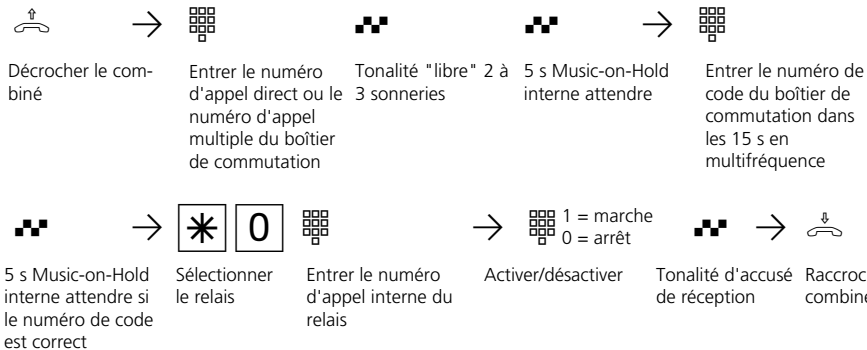 Décrocher le com-
biné
Entrer le numéro
d'appel direct ou le
numéro d'appel
multiple du boîtier
de commutation
Tonalité "libre" 2 à
3 sonneries
5 s Music-on-Hold
interne attendre
Entrer le numéro de
code du boîtier de
commutation dans
les 15 s en
multifréquence
* 0
1 = marche
0 = arrêt
5 s Music-on-Hold
interne attendre si
le numéro de code
est correct
Sélectionner
le relais
Entrer le numéro
d'appel interne du
relais
Activer/désactiver
Tonalité d'accusé
de réception